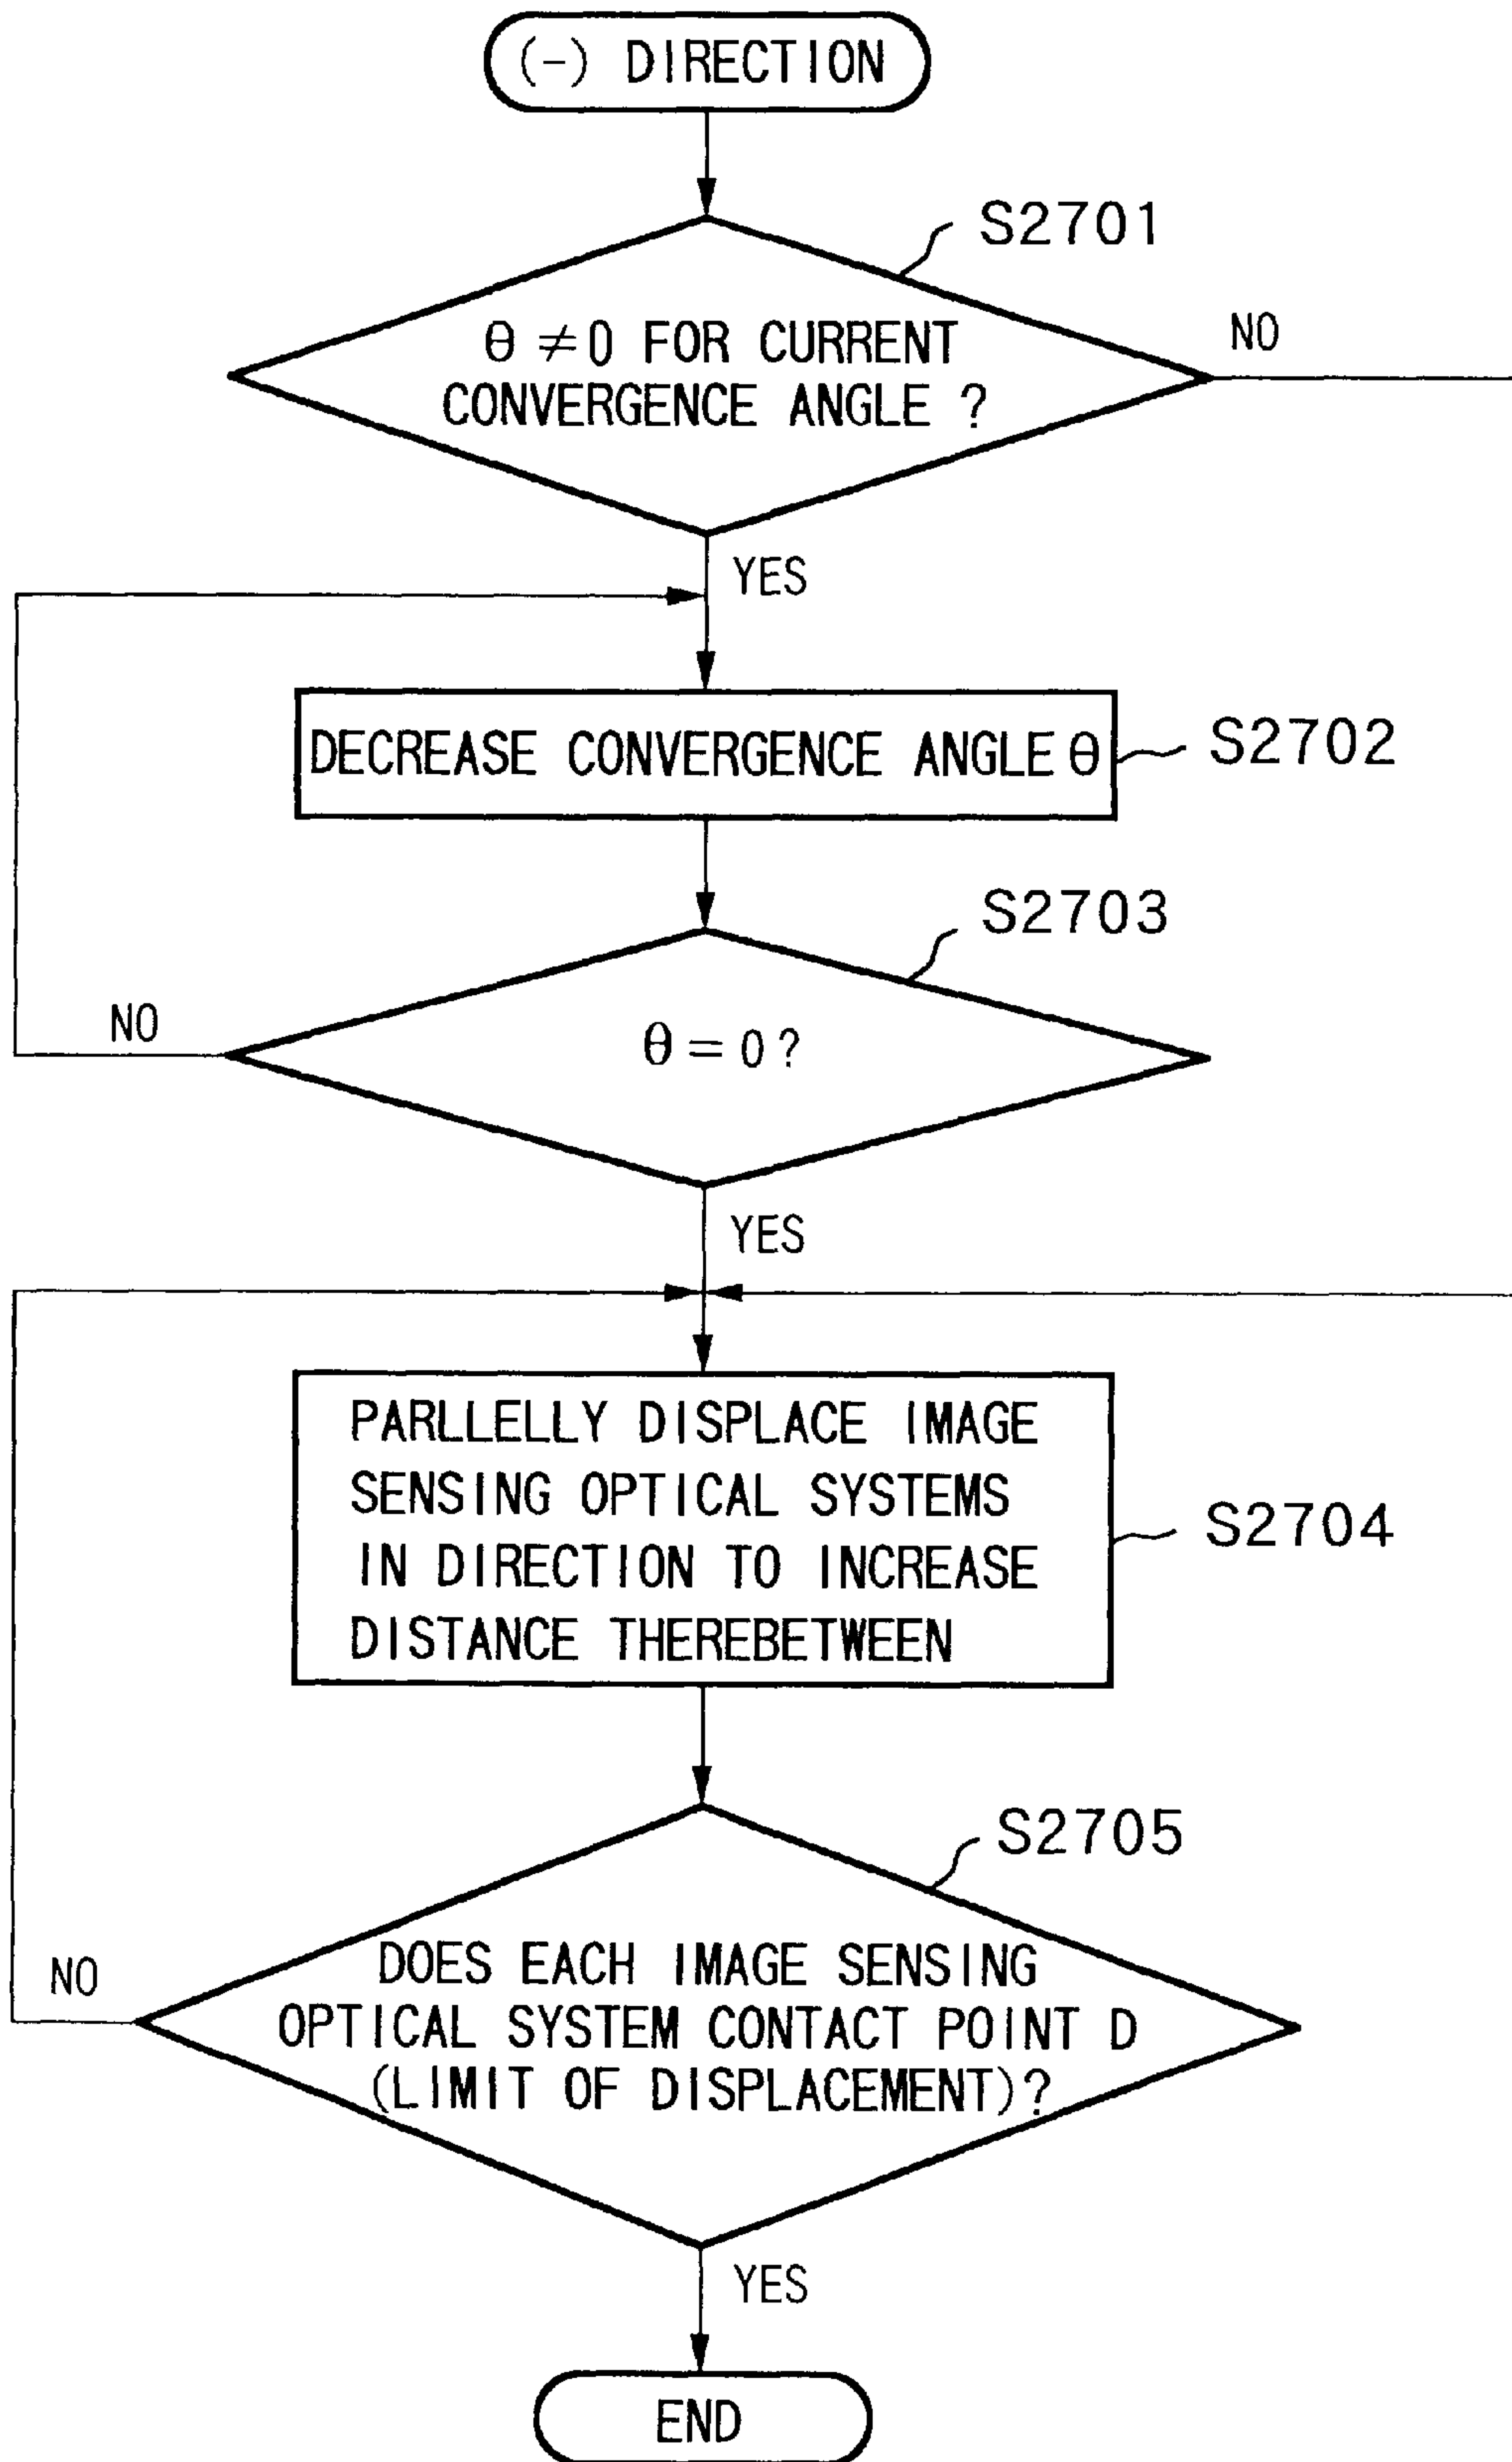 (-) DIRECTION
S2701
θ ≠ 0 FOR CURRENT
CONVERGENCE ANGLE ?
NO
YES
DECREASE CONVERGENCE ANGLE θ
S2702
S2703
θ = 0 ?
NO
YES
PARLLELLY DISPLACE IMAGE
SENSING OPTICAL SYSTEMS
IN DIRECTION TO INCREASE
DISTANCE THEREBETWEEN
S2704
S2705
DOES EACH IMAGE SENSING
OPTICAL SYSTEM CONTACT POINT D
(LIMIT OF DISPLACEMENT)?
NO
YES
END